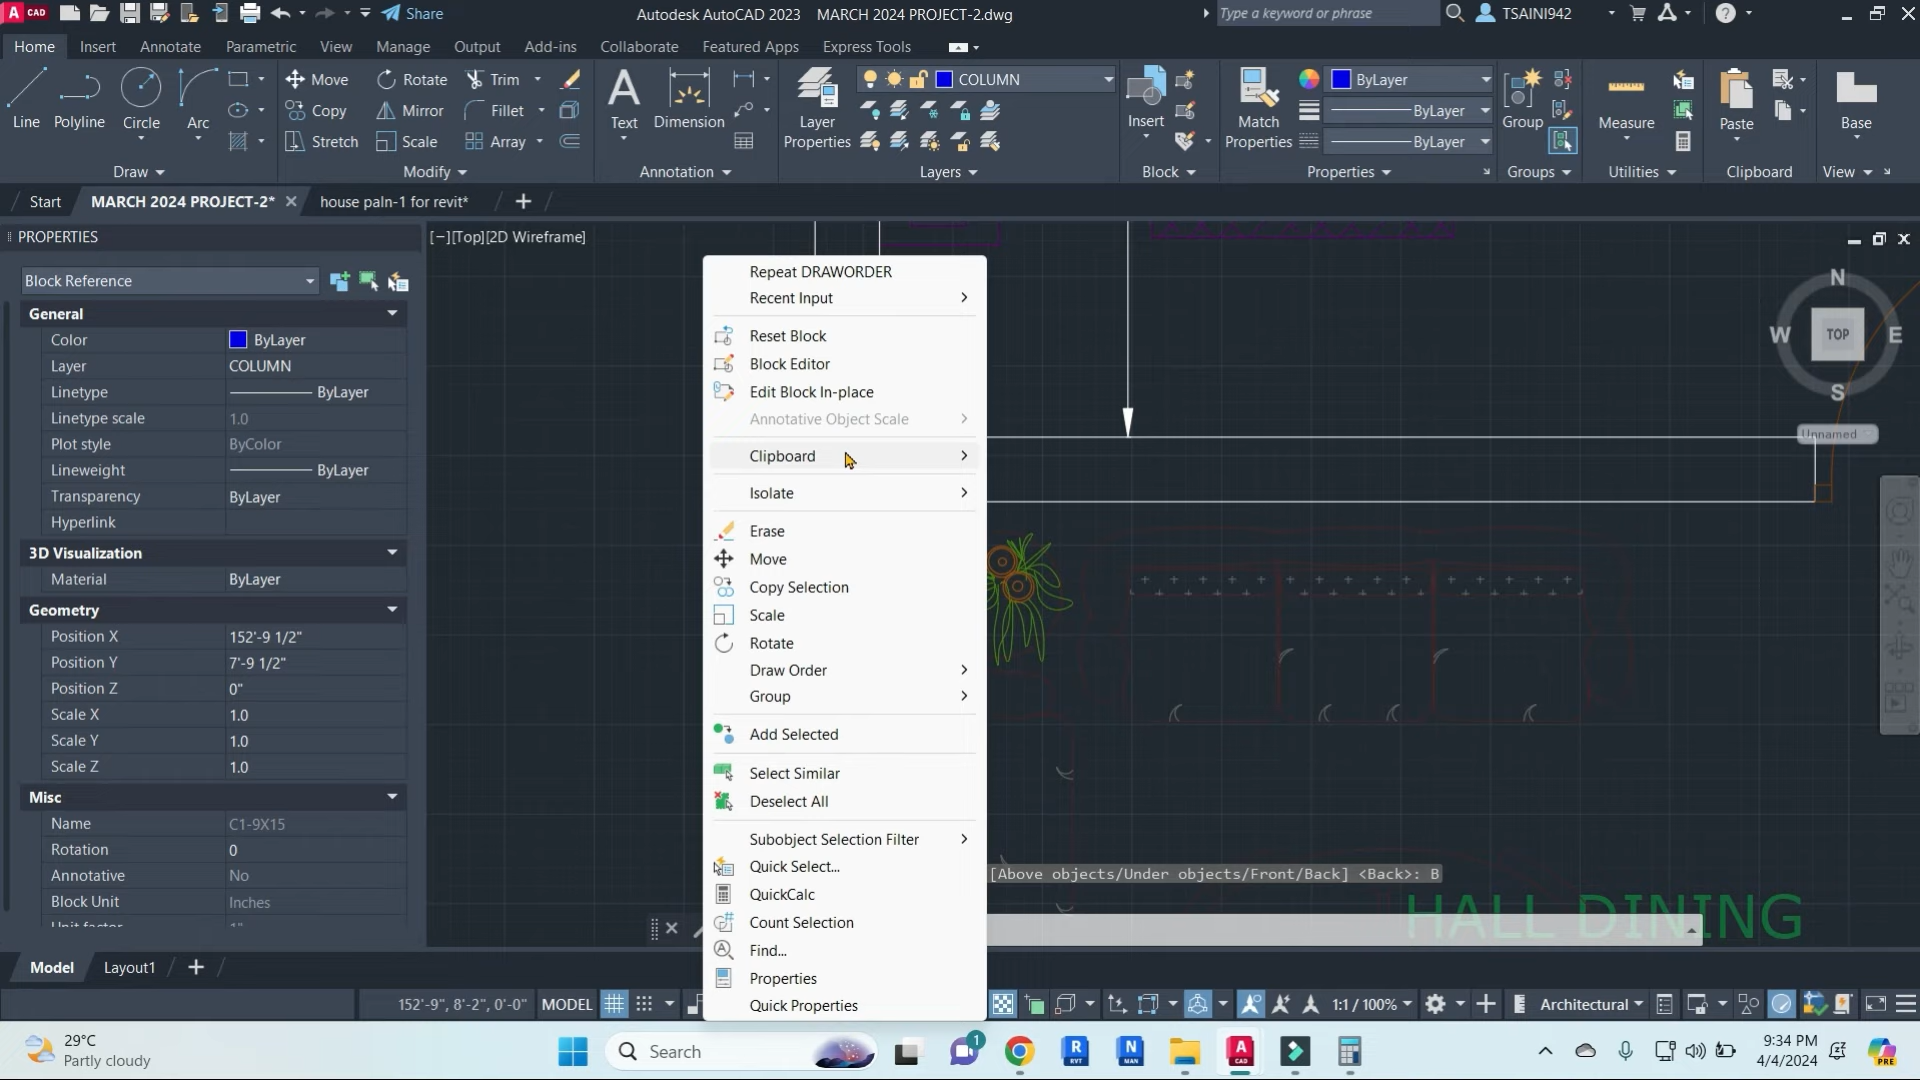 A CAD
Share
Autodesk AutoCAD 2023 MARCH 2024 PROJECT-2.dwg
Type a keyword or phrase
TSAINI942
Home Insert Annotate Parametric View Manage Output Add-ins Collaborate Featured Apps Express Tools
Line Polyline Circle Arc
Move Rotate Trim
Copy Mirror Fillet
Stretch Scale Array
Text Dimension
Layer Properties
COLUMN
Insert
Match Properties
ByLayer
ByLayer
ByLayer
Group
Measure
Paste
Base
Draw Modify Annotation Layers Block Properties Groups Utilities Clipboard View
Start MARCH 2024 PROJECT-2* house paln-1 for revit*
PROPERTIES
[−][Top][2D Wireframe]
Block Reference
General
Color ByLayer
Layer COLUMN
Linetype ByLayer
Linetype scale 1.0
Plot style ByColor
Lineweight ByLayer
Transparency ByLayer
Hyperlink
3D Visualization
Material ByLayer
Geometry
Position X 152'-9 1/2"
Position Y 7'-9 1/2"
Position Z 0"
Scale X 1.0
Scale Y 1.0
Scale Z 1.0
Misc
Name C1-9X15
Rotation 0
Annotative No
Block Unit Inches
Unit factor 1"
Repeat DRAWORDER
Recent Input
Reset Block
Block Editor
Edit Block In-place
Annotative Object Scale
Clipboard
Isolate
Erase
Move
Copy Selection
Scale
Rotate
Draw Order
Group
Add Selected
Select Similar
Deselect All
Subobject Selection Filter
Quick Select...
QuickCalc
Count Selection
Find...
Properties
Quick Properties
N
W TOP E
S
Unnamed
[Above objects/Under objects/Front/Back] <Back>: B
HALL DINING
Model Layout1
152'-9", 8'-2", 0'-0" MODEL
1:1 / 100%
Architectural
29°C
Partly cloudy
Search
1
R
RVT
N
MAN
A
CAD
9:34 PM
4/4/2024
PRE